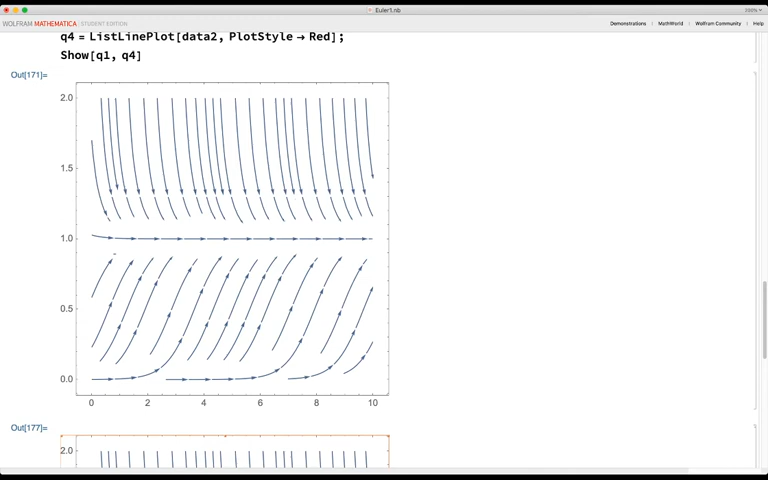 Euler1.nb
WOLFRAM MATHEMATICA | STUDENT EDITION
Demonstrations | MathWorld | Wolfram Community | Help
q4 = ListLinePlot[data2, PlotStyle → Red];
Show[q1, q4]
Out[171]=
2.0
1.5
1.0
0.5
0.0
0 2 4 6 8 10
Out[177]=
2.0